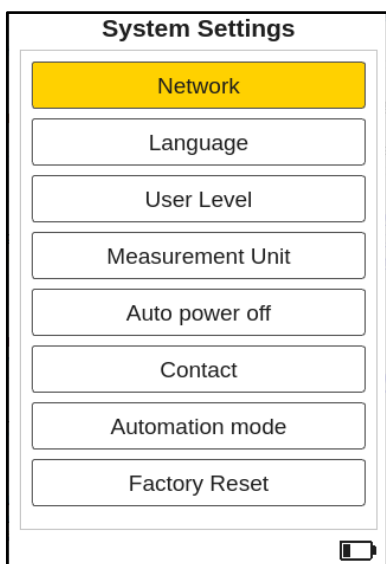 System Settings
Network
Language
User Level
Measurement Unit
Auto power off
Contact
Automation mode
Factory Reset